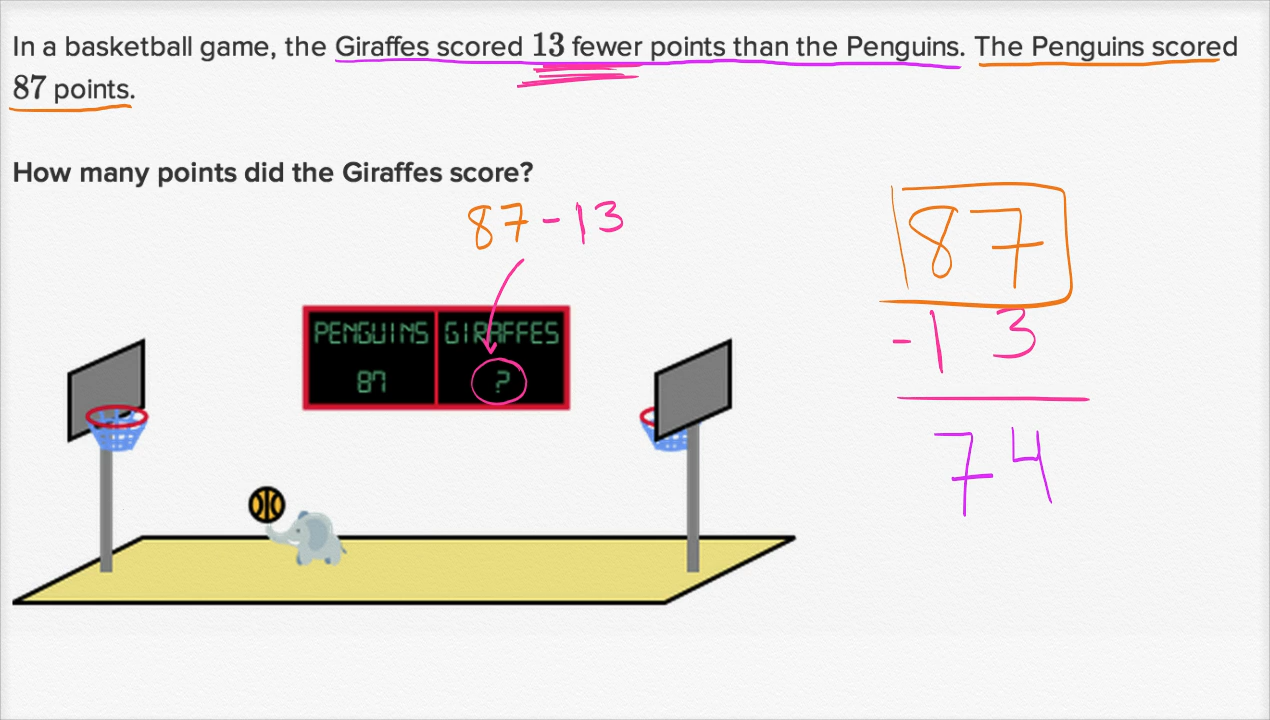 In a basketball game, the Giraffes scored 13 fewer points than the Penguins. The Penguins scored
87 points.
How many points did the Giraffes score?
87 - 13
PENGUINS GIRAFFES
87 ?
87
- 13
74